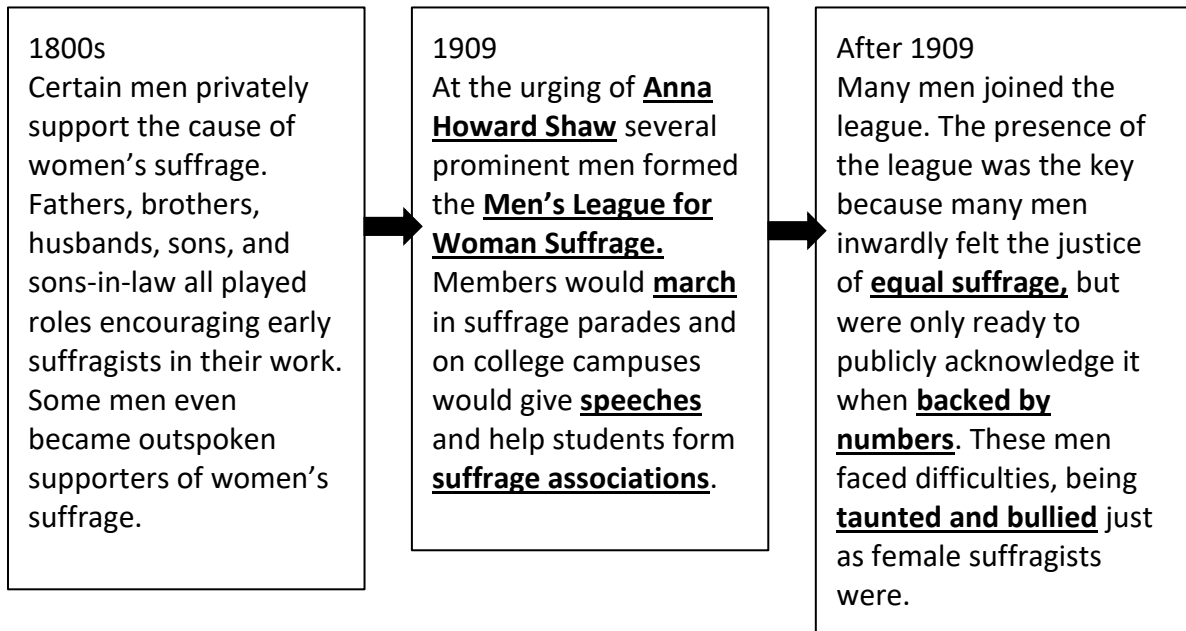 1800s
Certain men privately
support the cause of
women’s suffrage.
Fathers, brothers,
husbands, sons, and
sons-in-law all played
roles encouraging early
suffragists in their work.
Some men even
became outspoken
supporters of women’s
suffrage.
1909
At the urging of Anna
Howard Shaw several
prominent men formed
the Men’s League for
Woman Suffrage.
Members would march
in suffrage parades and
on college campuses
would give speeches
and help students form
suffrage associations.
After 1909
Many men joined the
league. The presence of
the league was the key
because many men
inwardly felt the justice
of equal suffrage, but
were only ready to
publicly acknowledge it
when backed by
numbers. These men
faced difficulties, being
taunted and bullied just
as female suffragists
were.